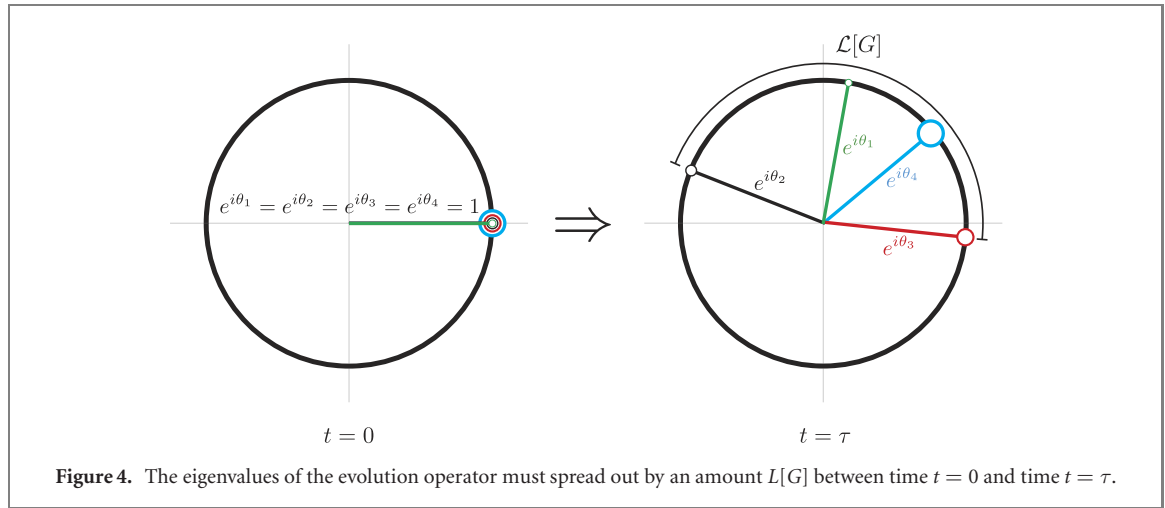 𝓛[G]
e^{iθ_1}
e^{iθ_4}
e^{iθ_2}
e^{iθ_1} = e^{iθ_2} = e^{iθ_3} = e^{iθ_4} = 1
⇒
e^{iθ_3}
t = 0
t = τ
Figure 4. The eigenvalues of the evolution operator must spread out by an amount L[G] between time t = 0 and time t = τ.